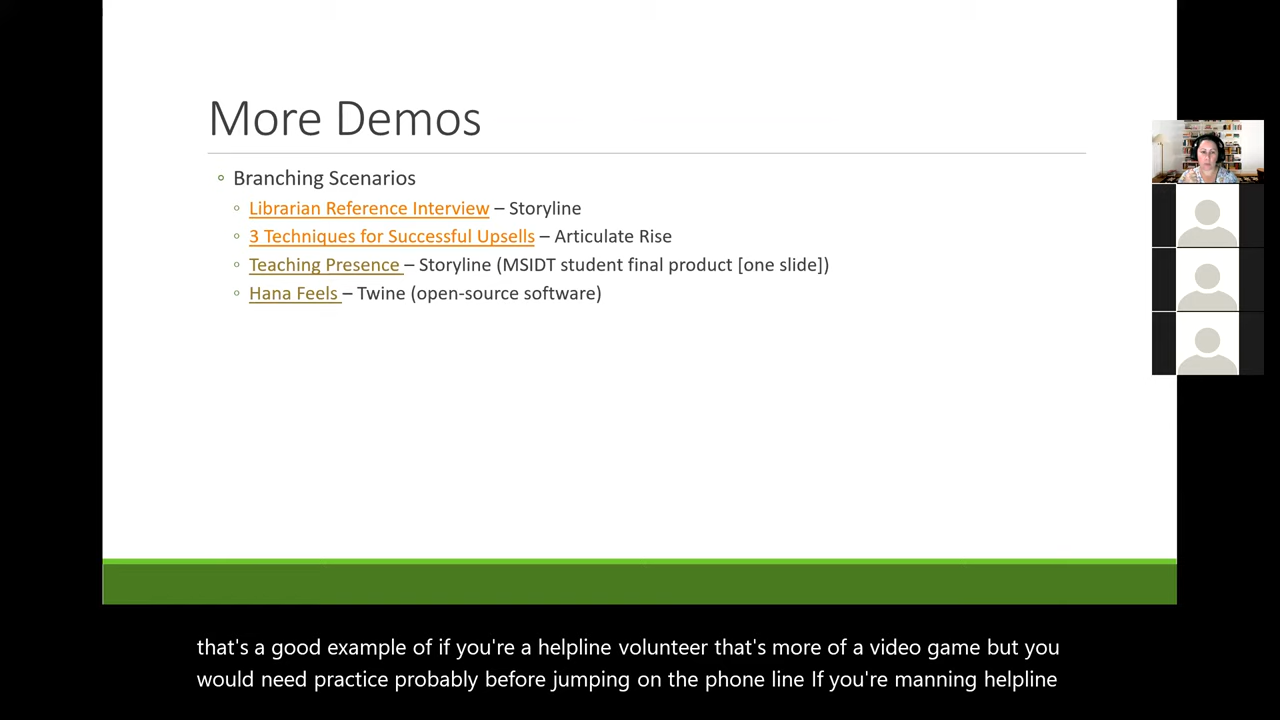 More Demos
Branching Scenarios
Librarian Reference Interview – Storyline
3 Techniques for Successful Upsells – Articulate Rise
Teaching Presence – Storyline (MSIDT student final product [one slide])
Hana Feels – Twine (open-source software)
that's a good example of if you're a helpline volunteer that's more of a video game but you
would need practice probably before jumping on the phone line If you're manning helpline